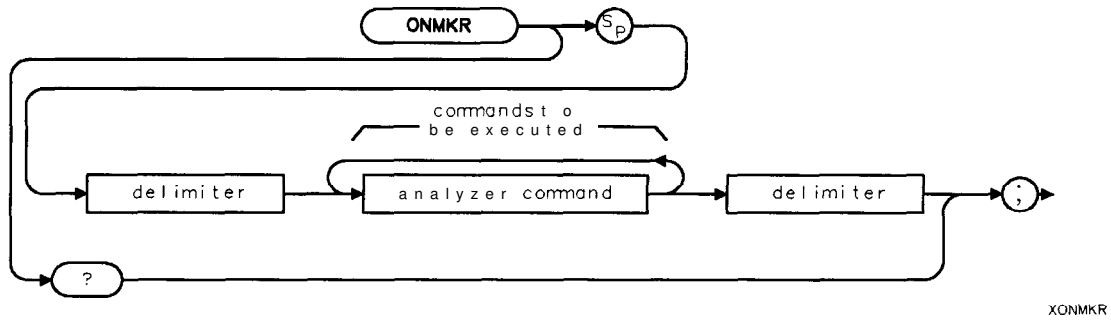 ONMKR
SP
commandst o
be executed
delimiter
analyzer command
delimiter
;
?
XONMKR